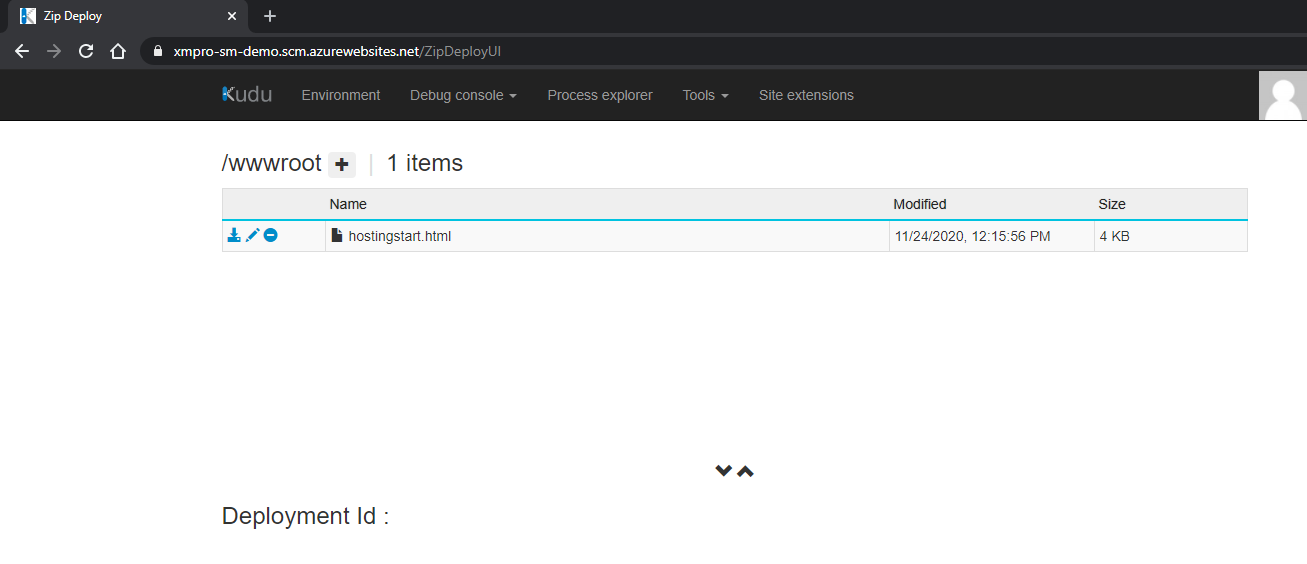 Zip Deploy
xmpro-sm-demo.scm.azurewebsites.net/ZipDeployUI
Kudu Environment Debug console Process explorer Tools Site extensions
/wwwroot + | 1 items
Name Modified Size
hostingstart.html 11/24/2020, 12:15:56 PM 4 KB
Deployment Id :